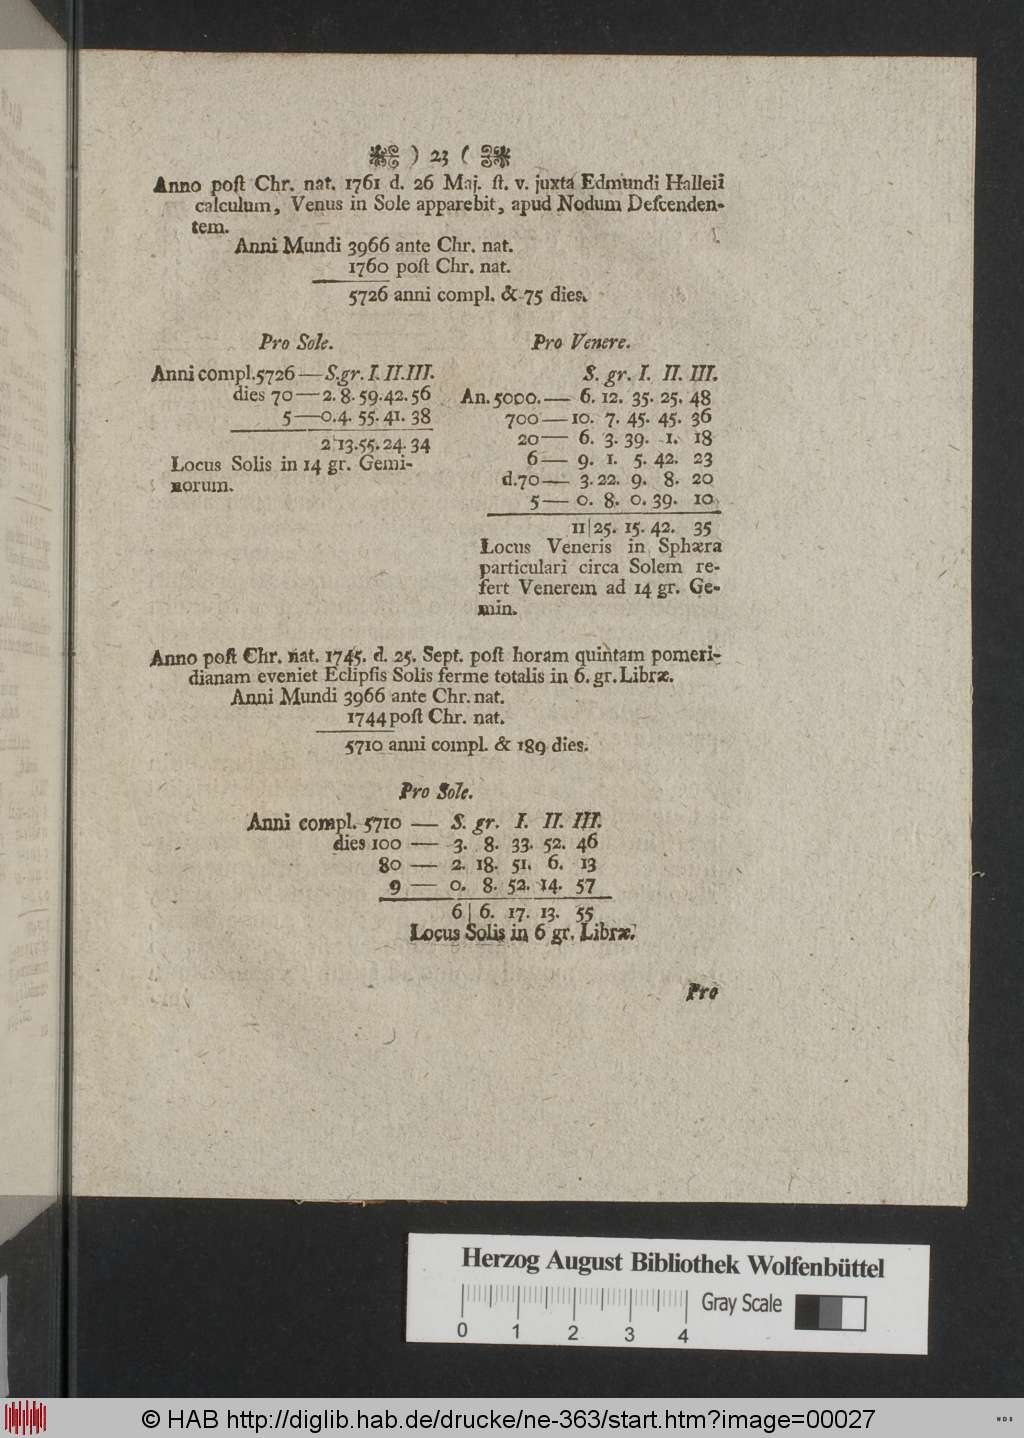 ) 23 (
Anno poſt Chr. nat. 1761 d. 26 Maj. ſt. v. juxta Edmundi Halleii
calculum, Venus in Sole apparebit, apud Nodum Deſcenden-
tem.
Anni Mundi 3966 ante Chr. nat.
1760 poſt Chr. nat.
5726 anni compl. & 75 dies.
Pro Sole.
Anni compl. 5726 — S. gr. I. II. III.
dies 70 — 2. 8. 59. 42. 56
5 — 0. 4. 55. 41. 38
2 13. 55. 24. 34
Locus Solis in 14 gr. Gemi-
norum.
Pro Venere.
S. gr. I. II. III.
An. 5000. — 6. 12. 35. 25. 48
700 — 10. 7. 45. 45. 36
20 — 6. 3. 39. 1. 18
6 — 9. 1. 5. 42. 23
d. 70 — 3. 22. 9. 8. 20
5 — 0. 8. 0. 39. 10
11 | 25. 15. 42. 35
Locus Veneris in Sphæra
particulari circa Solem re-
fert Venerem ad 14 gr. Ge-
min.
Anno poſt Chr. nat. 1745. d. 25. Sept. poſt horam quintam pomeri-
dianam eveniet Eclipſis Solis ferme totalis in 6. gr. Libræ.
Anni Mundi 3966 ante Chr. nat.
1744 poſt Chr. nat.
5710 anni compl. & 189 dies.
Pro Sole.
Anni compl. 5710 — S. gr. I. II. III.
dies 100 — 3. 8. 33. 52. 46
80 — 2. 18. 51. 6. 13
9 — 0. 8. 52. 14. 57
6 | 6. 17. 13. 55
Locus Solis in 6 gr. Libræ.
Pro
Herzog August Bibliothek Wolfenbüttel
Gray Scale
0 1 2 3 4
© HAB http://diglib.hab.de/drucke/ne-363/start.htm?image=00027